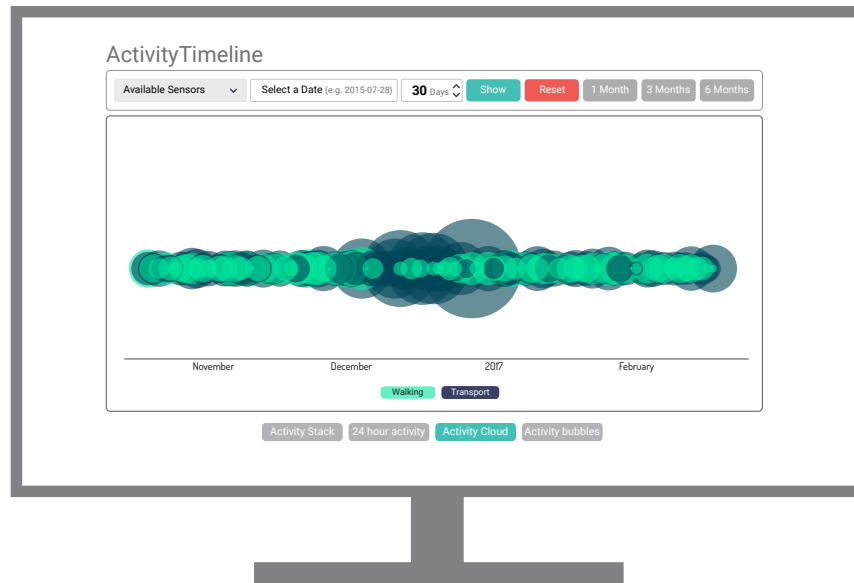 ActivityTimeline
Available Sensors Select a Date (e.g. 2015-07-28) 30 Days Show Reset 1 Month 3 Months 6 Months
November December 2017 February
Walking Transport
Activity Stack 24 hour activity Activity Cloud Activity bubbles